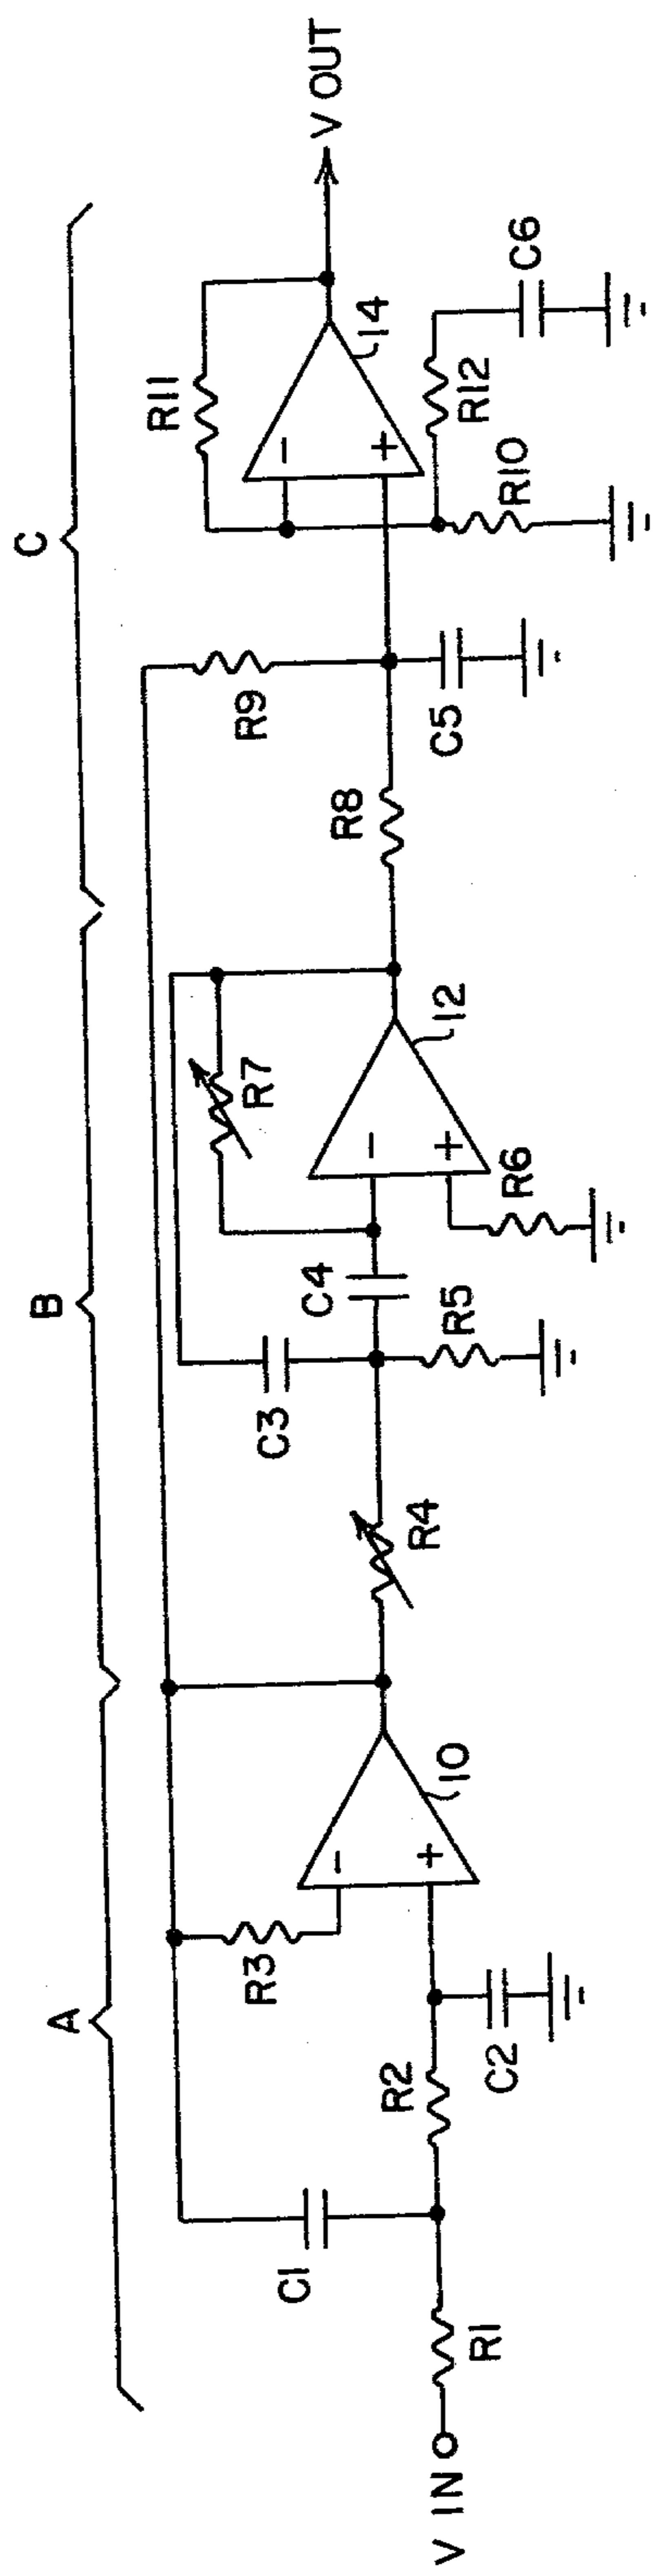 A
B
C
V IN
R1
C1
R2
C2
R3
-
+
10
R4
C3
R5
C4
-
+
R6
R7
12
R8
R9
C5
R11
-
+
14
R10
R12
C6
V OUT